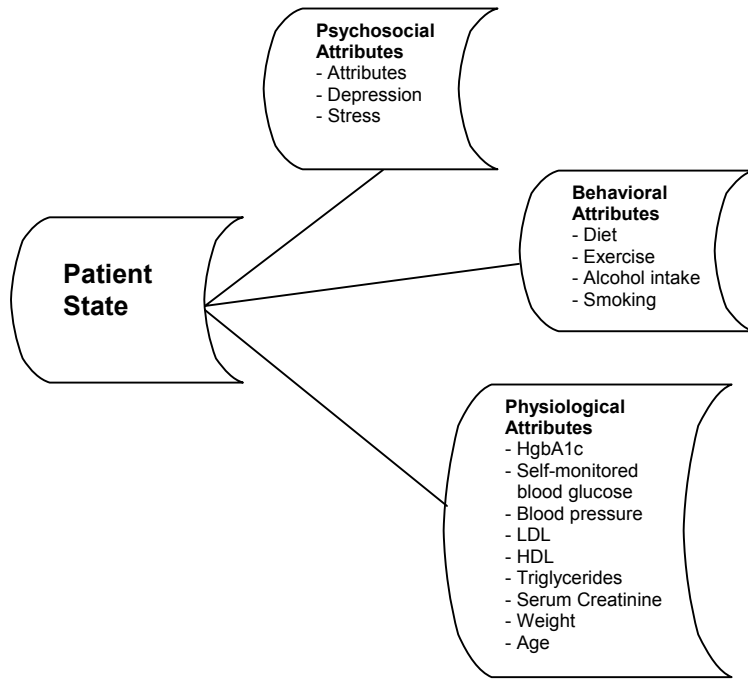 Psychosocial
Attributes
- Attributes
- Depression
- Stress
Patient
State
Behavioral
Attributes
- Diet
- Exercise
- Alcohol intake
- Smoking
Physiological
Attributes
- HgbA1c
- Self-monitored
blood glucose
- Blood pressure
- LDL
- HDL
- Triglycerides
- Serum Creatinine
- Weight
- Age